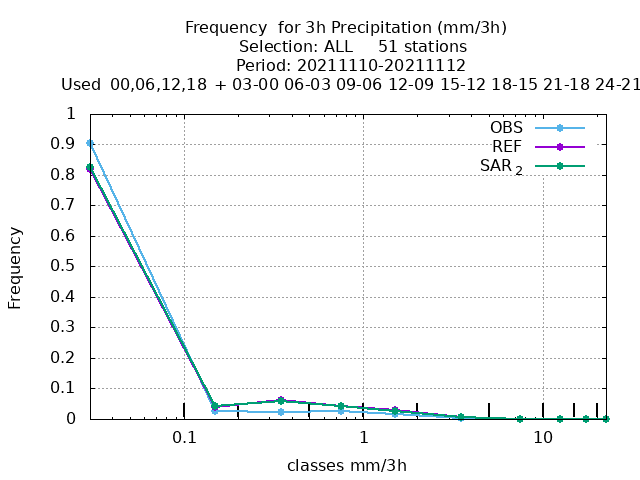 Frequency  for 3h Precipitation (mm/3h)
Selection: ALL     51 stations
Period: 20211110-20211112
Used  00,06,12,18  + 03-00 06-03 09-06 12-09 15-12 18-15 21-18 24-21
OBS
REF
SAR 2
1
0.9
0.8
0.7
0.6
0.5
0.4
0.3
0.2
0.1
0
Frequency
0.1 1 10
classes mm/3h